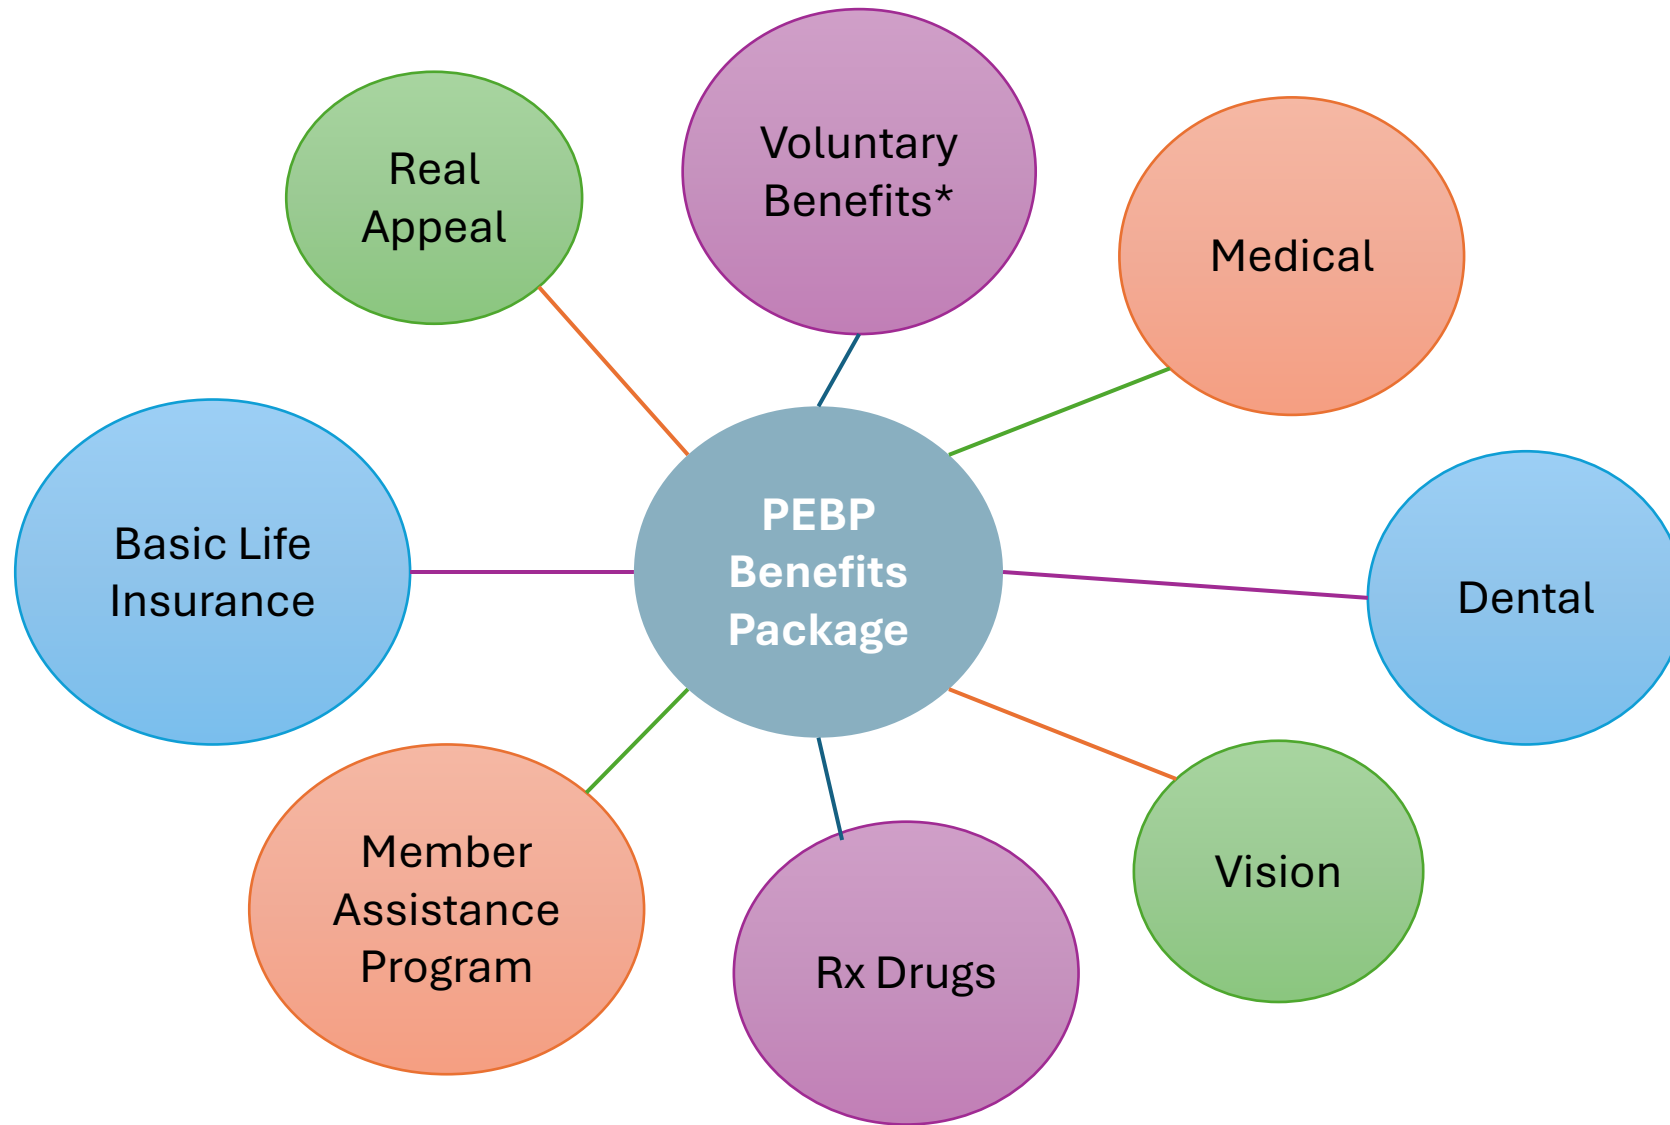 Voluntary
Benefits*
Real
Appeal
Medical
PEBP
Benefits
Package
Basic Life
Insurance
Dental
Member
Assistance
Program
Vision
Rx Drugs